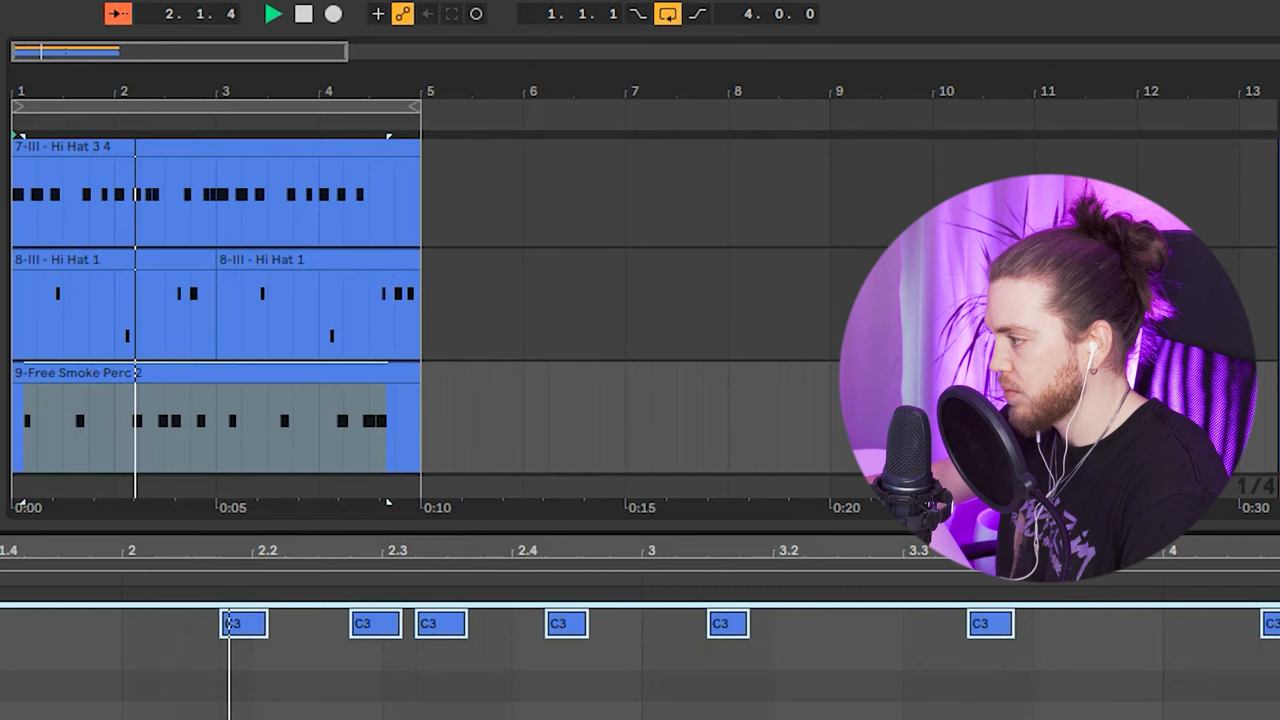 2. 1. 4 1. 1. 1 4. 0. 0
1 2 3 4 5 6 7 8 9 10 11 12 13
7-III - Hi Hat 3 4
8-III - Hi Hat 1 8-III - Hi Hat 1
9-Free Smoke Perc 2
1/4
0:00 0:05 0:10 0:15 0:20 0:30
1.4 2 2.2 2.3 2.4 3 3.2 3.3 4
C3 C3 C3 C3 C3 C3 C3